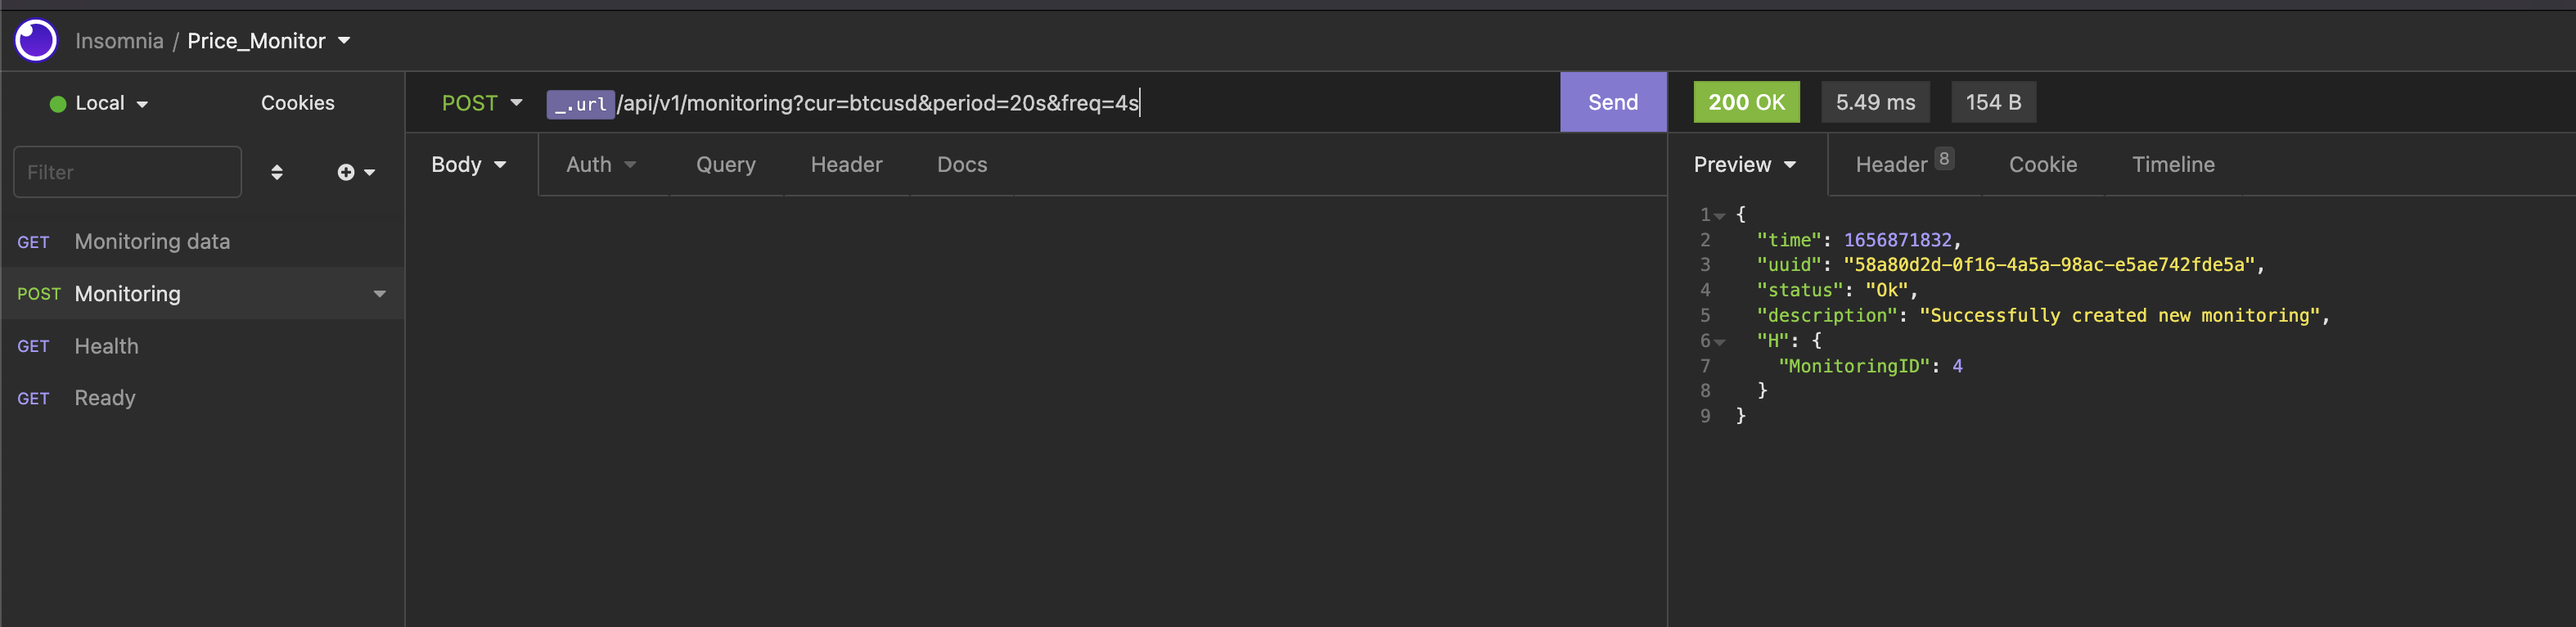 Insomnia / Price_Monitor
Local
Cookies
Filter
GET Monitoring data
POST Monitoring
GET Health
GET Ready
POST _.url/api/v1/monitoring?cur=btcusd&period=20s&freq=4s
Send
Body Auth Query Header Docs
200 OK 5.49 ms 154 B
Preview Header 8 Cookie Timeline
1 {
2 "time": 1656871832,
3 "uuid": "58a80d2d-0f16-4a5a-98ac-e5ae742fde5a",
4 "status": "Ok",
5 "description": "Successfully created new monitoring",
6 "H": {
7 "MonitoringID": 4
8 }
9 }